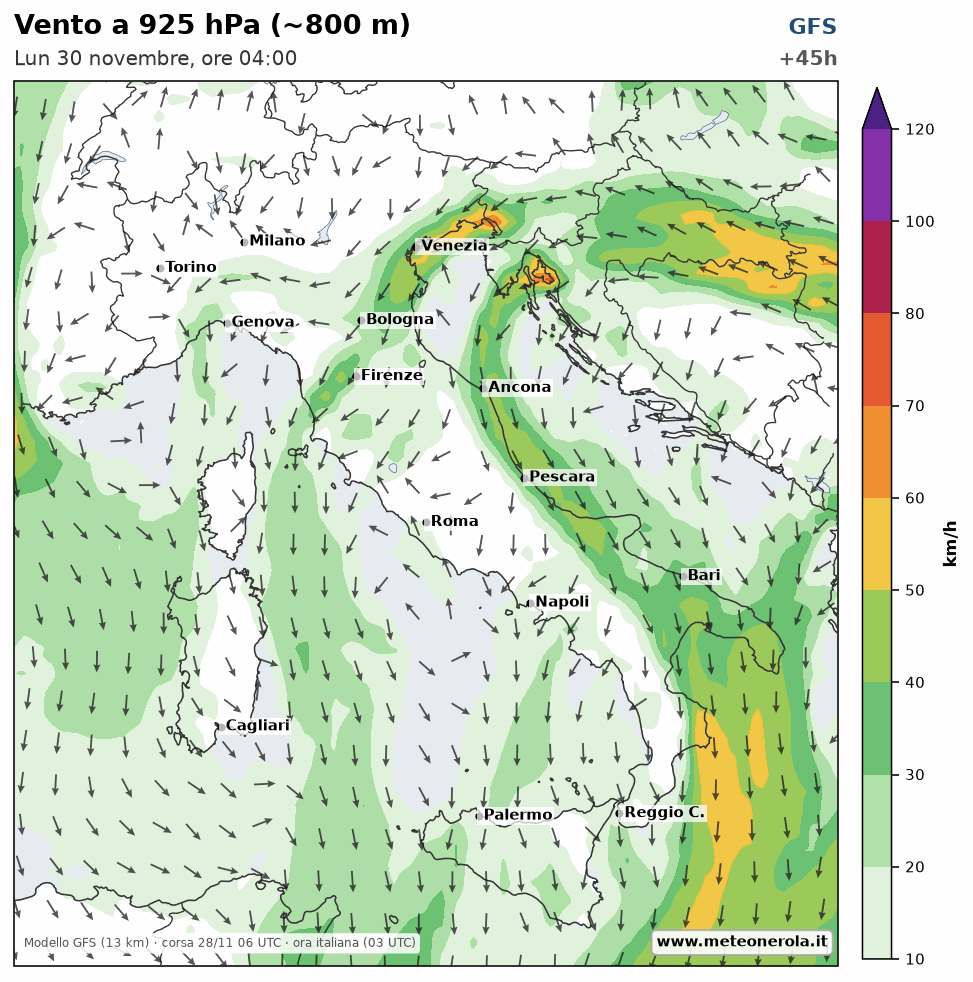 Vento a 925 hPa (~800 m)
GFS
Lun 30 novembre, ore 04:00
+45h
120
100
80
70
60
50
40
30
20
10
km/h
Milano
Venezia
Torino
Genova
Bologna
Firenze
Ancona
Pescara
Roma
Bari
Napoli
Cagliari
Palermo
Reggio C.
Modello GFS (13 km) · corsa 28/11 06 UTC · ora italiana (03 UTC)
www.meteonerola.it